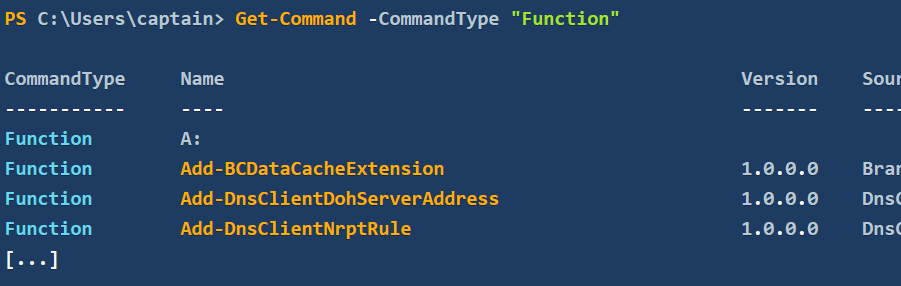 PS C:\Users\captain> Get-Command -CommandType "Function"
CommandType Name Version Sour
----------- ---- ------- ----
Function A:
Function Add-BCDataCacheExtension 1.0.0.0 Bran
Function Add-DnsClientDohServerAddress 1.0.0.0 DnsC
Function Add-DnsClientNrptRule 1.0.0.0 DnsC
[...]